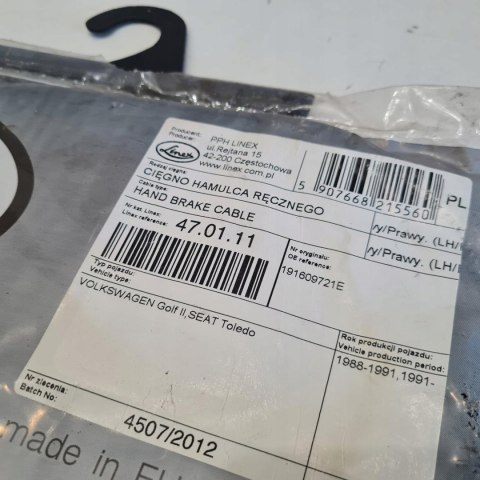 Producent:
Producer:
Linex
PPH LINEX
ul. Rejtana 15
42-200 Częstochowa
www.linex.com.pl
5 907668 215560
PL
Rodzaj cięgna:
CIĘGNO HAMULCA RĘCZNEGO
Cable type:
HAND BRAKE CABLE
y/Prawy. (LH/
y/Prawy. (LH/
Nr kat. Linex:
Linex reference:
47.01.11
Nr oryginału:
OE reference:
191609721E
Typ pojazdu:
Vehicle type:
VOLKSWAGEN Golf II,SEAT Toledo
Rok produkcji pojazdu:
Vehicle production period:
1988-1991,1991-
Nr zlecenia:
Batch No:
4507/2012
made in EU